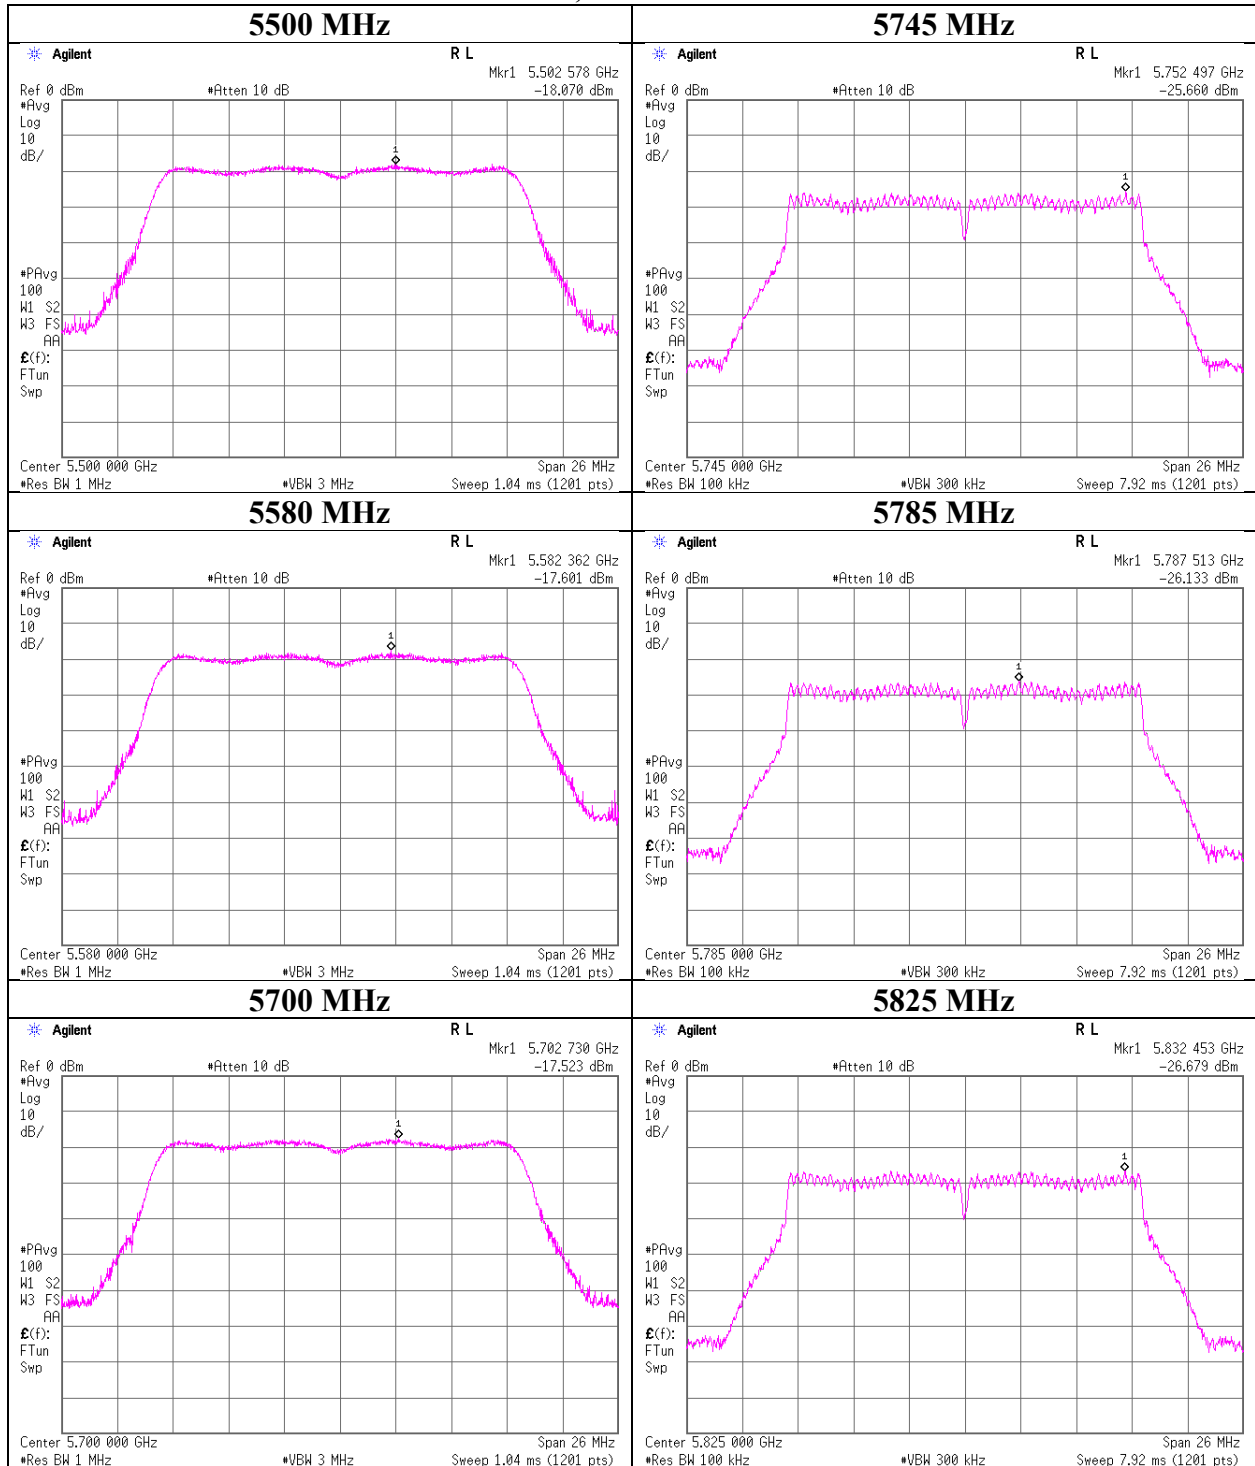 5500 MHz
Agilent R L
Mkr1 5.502 578 GHz
Ref 0 dBm #Atten 10 dB -18.070 dBm
#Avg
Log
10
dB/
1
#PAvg
100
W1 S2
W3 FS
AA
£(f):
FTun
Swp
Center 5.500 000 GHz Span 26 MHz
#Res BW 1 MHz #VBW 3 MHz Sweep 1.04 ms (1201 pts)
5745 MHz
Agilent R L
Mkr1 5.752 497 GHz
Ref 0 dBm #Atten 10 dB -25.660 dBm
#Avg
Log
10
dB/
1
#PAvg
100
W1 S2
W3 FS
AA
£(f):
FTun
Swp
Center 5.745 000 GHz Span 26 MHz
#Res BW 100 kHz #VBW 300 kHz Sweep 7.92 ms (1201 pts)
5580 MHz
Agilent R L
Mkr1 5.582 362 GHz
Ref 0 dBm #Atten 10 dB -17.601 dBm
#Avg
Log
10
dB/
1
#PAvg
100
W1 S2
W3 FS
AA
£(f):
FTun
Swp
Center 5.580 000 GHz Span 26 MHz
#Res BW 1 MHz #VBW 3 MHz Sweep 1.04 ms (1201 pts)
5785 MHz
Agilent R L
Mkr1 5.787 513 GHz
Ref 0 dBm #Atten 10 dB -26.133 dBm
#Avg
Log
10
dB/
1
#PAvg
100
W1 S2
W3 FS
AA
£(f):
FTun
Swp
Center 5.785 000 GHz Span 26 MHz
#Res BW 100 kHz #VBW 300 kHz Sweep 7.92 ms (1201 pts)
5700 MHz
Agilent R L
Mkr1 5.702 730 GHz
Ref 0 dBm #Atten 10 dB -17.523 dBm
#Avg
Log
10
dB/
1
#PAvg
100
W1 S2
W3 FS
AA
£(f):
FTun
Swp
Center 5.700 000 GHz Span 26 MHz
#Res BW 1 MHz #VBW 3 MHz Sweep 1.04 ms (1201 pts)
5825 MHz
Agilent R L
Mkr1 5.832 453 GHz
Ref 0 dBm #Atten 10 dB -26.679 dBm
#Avg
Log
10
dB/
1
#PAvg
100
W1 S2
W3 FS
AA
£(f):
FTun
Swp
Center 5.825 000 GHz Span 26 MHz
#Res BW 100 kHz #VBW 300 kHz Sweep 7.92 ms (1201 pts)